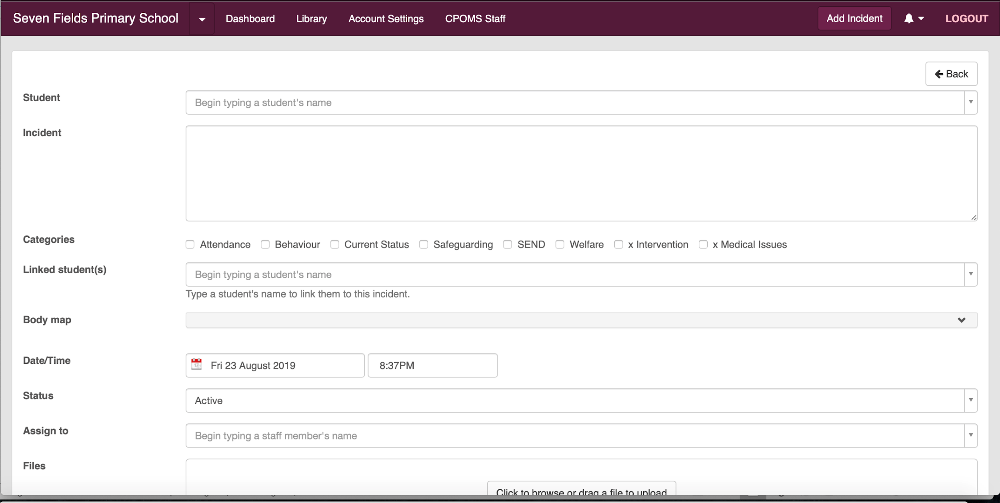 Seven Fields Primary School Dashboard Library Account Settings CPOMS Staff Add Incident LOGOUT
Back
Student Begin typing a student's name
Incident
Categories Attendance Behaviour Current Status Safeguarding SEND Welfare x Intervention x Medical Issues
Linked student(s) Begin typing a student's name
Type a student's name to link them to this incident.
Body map
Date/Time Fri 23 August 2019 8:37PM
Status Active
Assign to Begin typing a staff member's name
Files
Click to browse or drag a file to upload